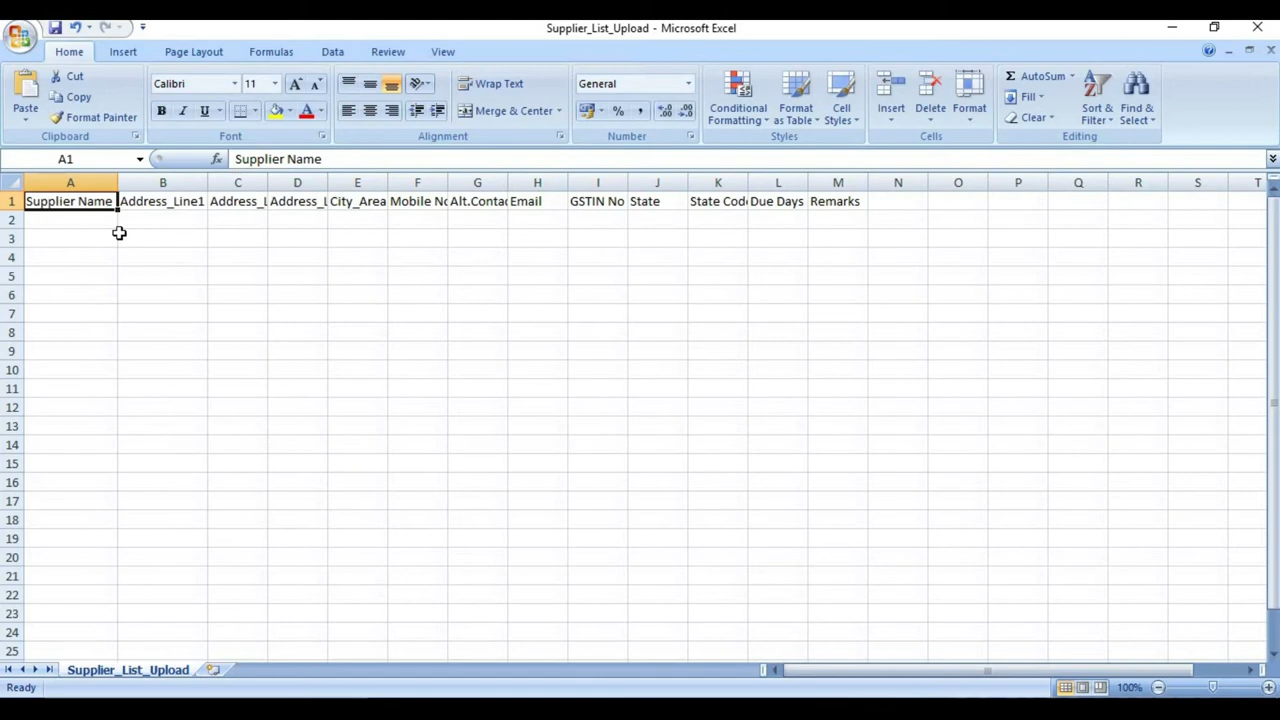 Supplier_List_Upload - Microsoft Excel
Home Insert Page Layout Formulas Data Review View
Paste
Cut
Copy
Format Painter
Clipboard
Calibri 11
A A
B I U A
Font
Wrap Text
Merge & Center
Alignment
General
% ,
Number
Conditional Formatting
Format as Table
Cell Styles
Styles
Insert Delete Format
Cells
Σ AutoSum
Fill
Clear
Sort & Filter
Find & Select
Editing
A1 fx Supplier Name
A B C D E F G H I J K L M N O P Q R S T
1 Supplier Name Address_Line1 Address_L Address_L City_Area Mobile No Alt.Contac Email GSTIN No State State Code Due Days Remarks
2
3
4
5
6
7
8
9
10
11
12
13
14
15
16
17
18
19
20
21
22
23
24
25
Supplier_List_Upload
Ready 100%